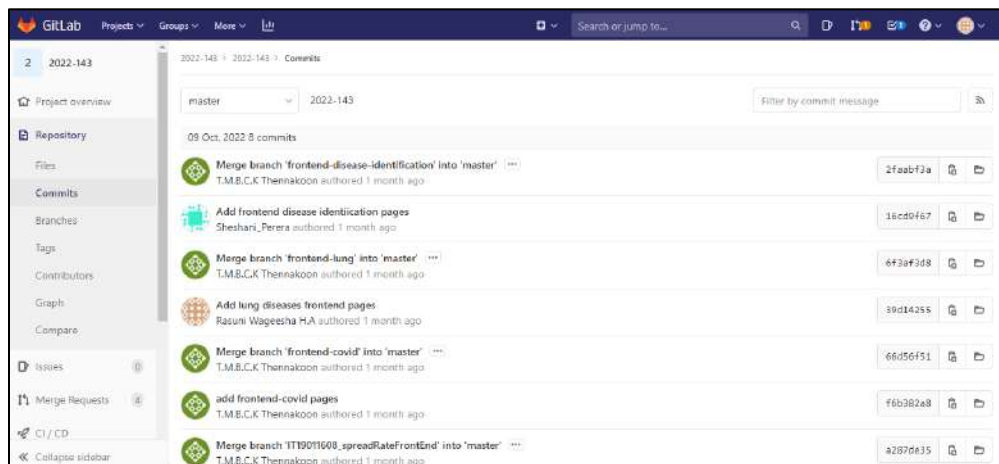 GitLab Projects Groups More Search or jump to...
2 2022-143
2022-143 > 2022-143 > Commits
Project overview
master 2022-143 Filter by commit message
Repository
09 Oct, 2022 8 commits
Files
Commits
Branches
Tags
Contributors
Graph
Compare
Issues 0
Merge Requests 4
CI / CD
Collapse sidebar
Merge branch 'frontend-disease-identification' into 'master'
T.M.B.C.K Thennakoon authored 1 month ago
2faabf3a
Add frontend disease identiication pages
Sheshani_Perera authored 1 month ago
16cd9f67
Merge branch 'frontend-lung' into 'master'
T.M.B.C.K Thennakoon authored 1 month ago
6f3af3d8
Add lung diseases frontend pages
Rasuni Wageesha H.A authored 1 month ago
39d14255
Merge branch 'frontend-covid' into 'master'
T.M.B.C.K Thennakoon authored 1 month ago
66d56f51
add frontend-covid pages
T.M.B.C.K Thennakoon authored 1 month ago
f6b382a8
Merge branch 'IT19011608_spreadRateFrontEnd' into 'master'
T.M.B.C.K Thennakoon authored 1 month ago
a287de35